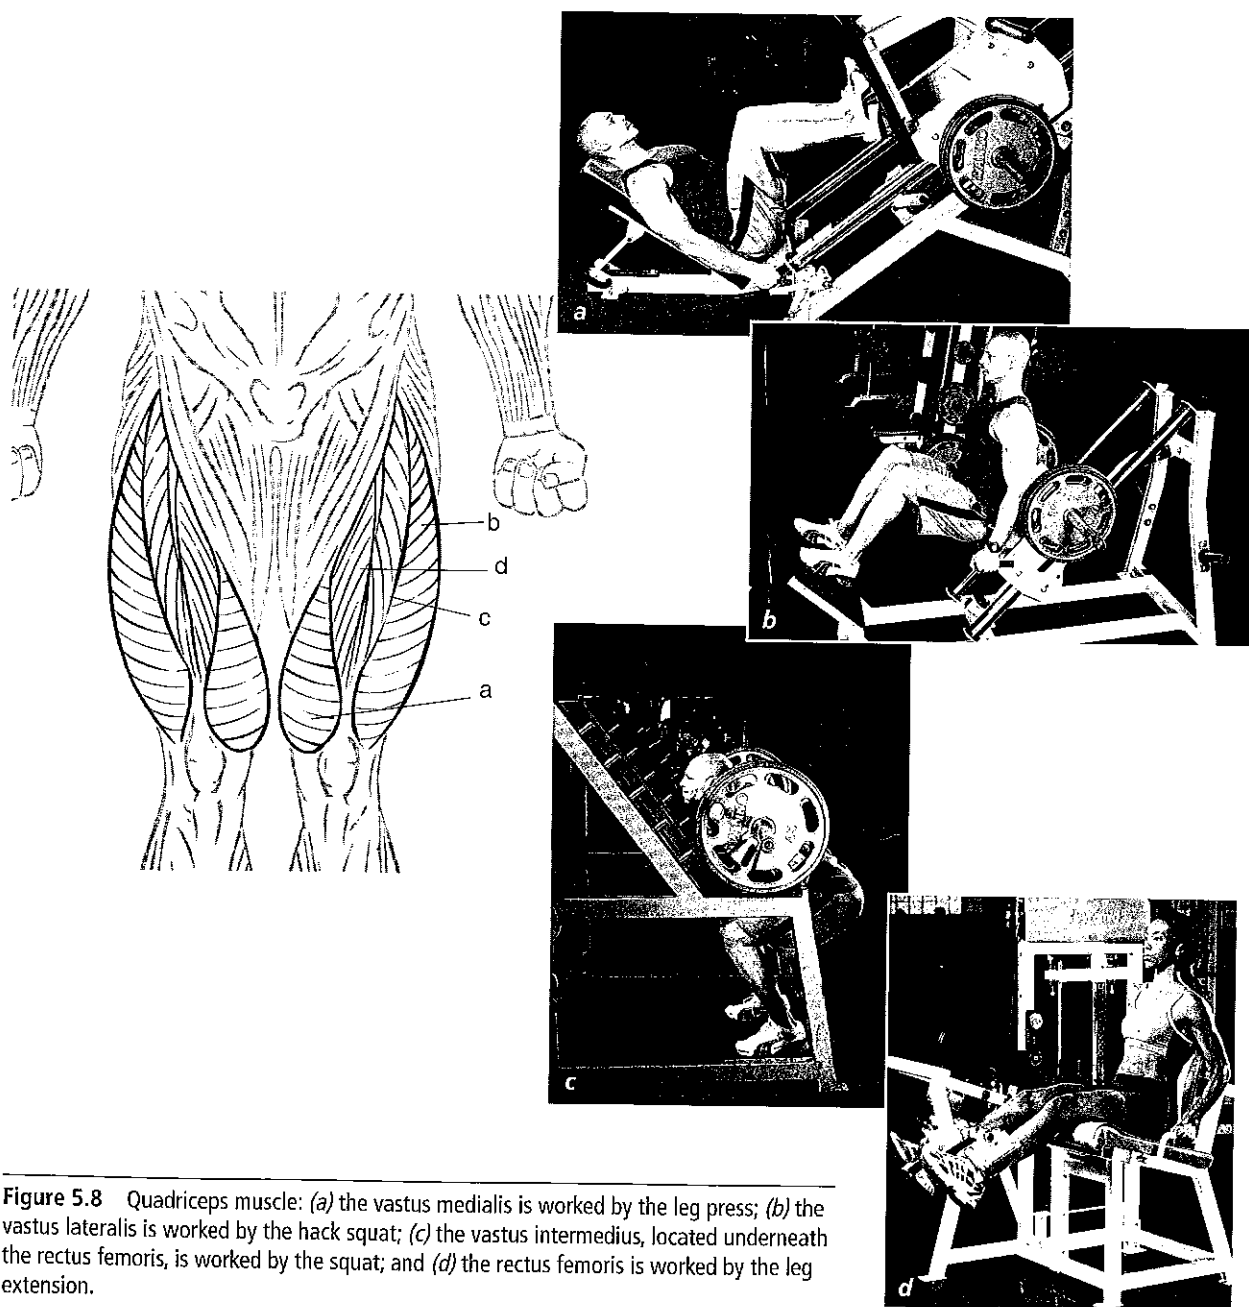 a
b
b
d
c
a
c
d
Figure 5.8 Quadriceps muscle: (a) the vastus medialis is worked by the leg press; (b) the
vastus lateralis is worked by the hack squat; (c) the vastus intermedius, located underneath
the rectus femoris, is worked by the squat; and (d) the rectus femoris is worked by the leg
extension.